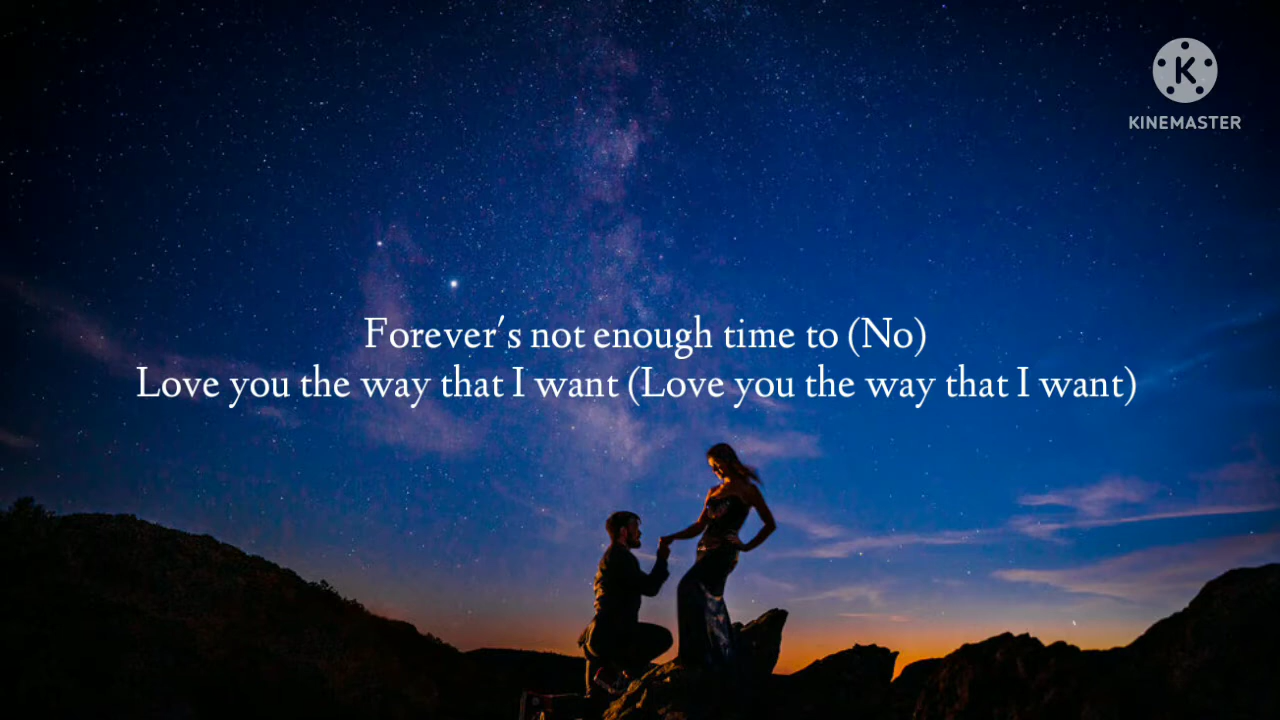 KINEMASTER
Forever's not enough time to (No)
Love you the way that I want (Love you the way that I want)